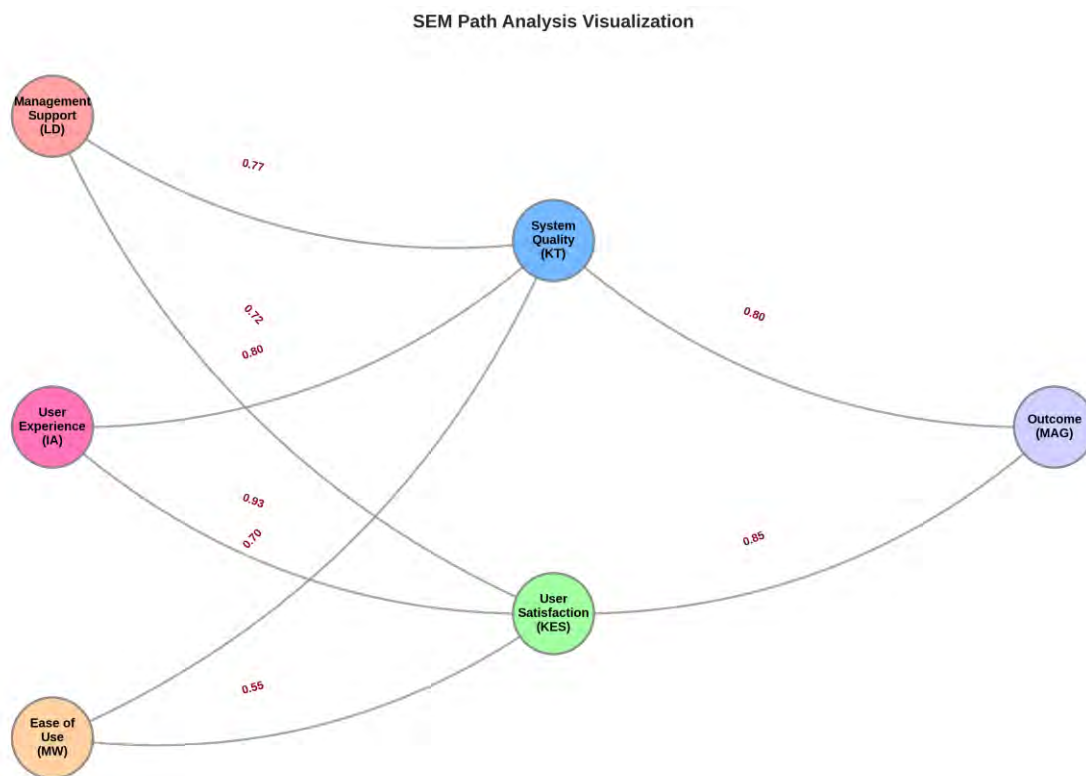 SEM Path Analysis Visualization
Management
Support
(LD)
0.77
System
Quality
(KT)
0.72
0.80
0.80
User
Experience
(IA)
Outcome
(MAG)
0.93
0.70
0.85
User
Satisfaction
(KES)
0.55
Ease of
Use
(MW)